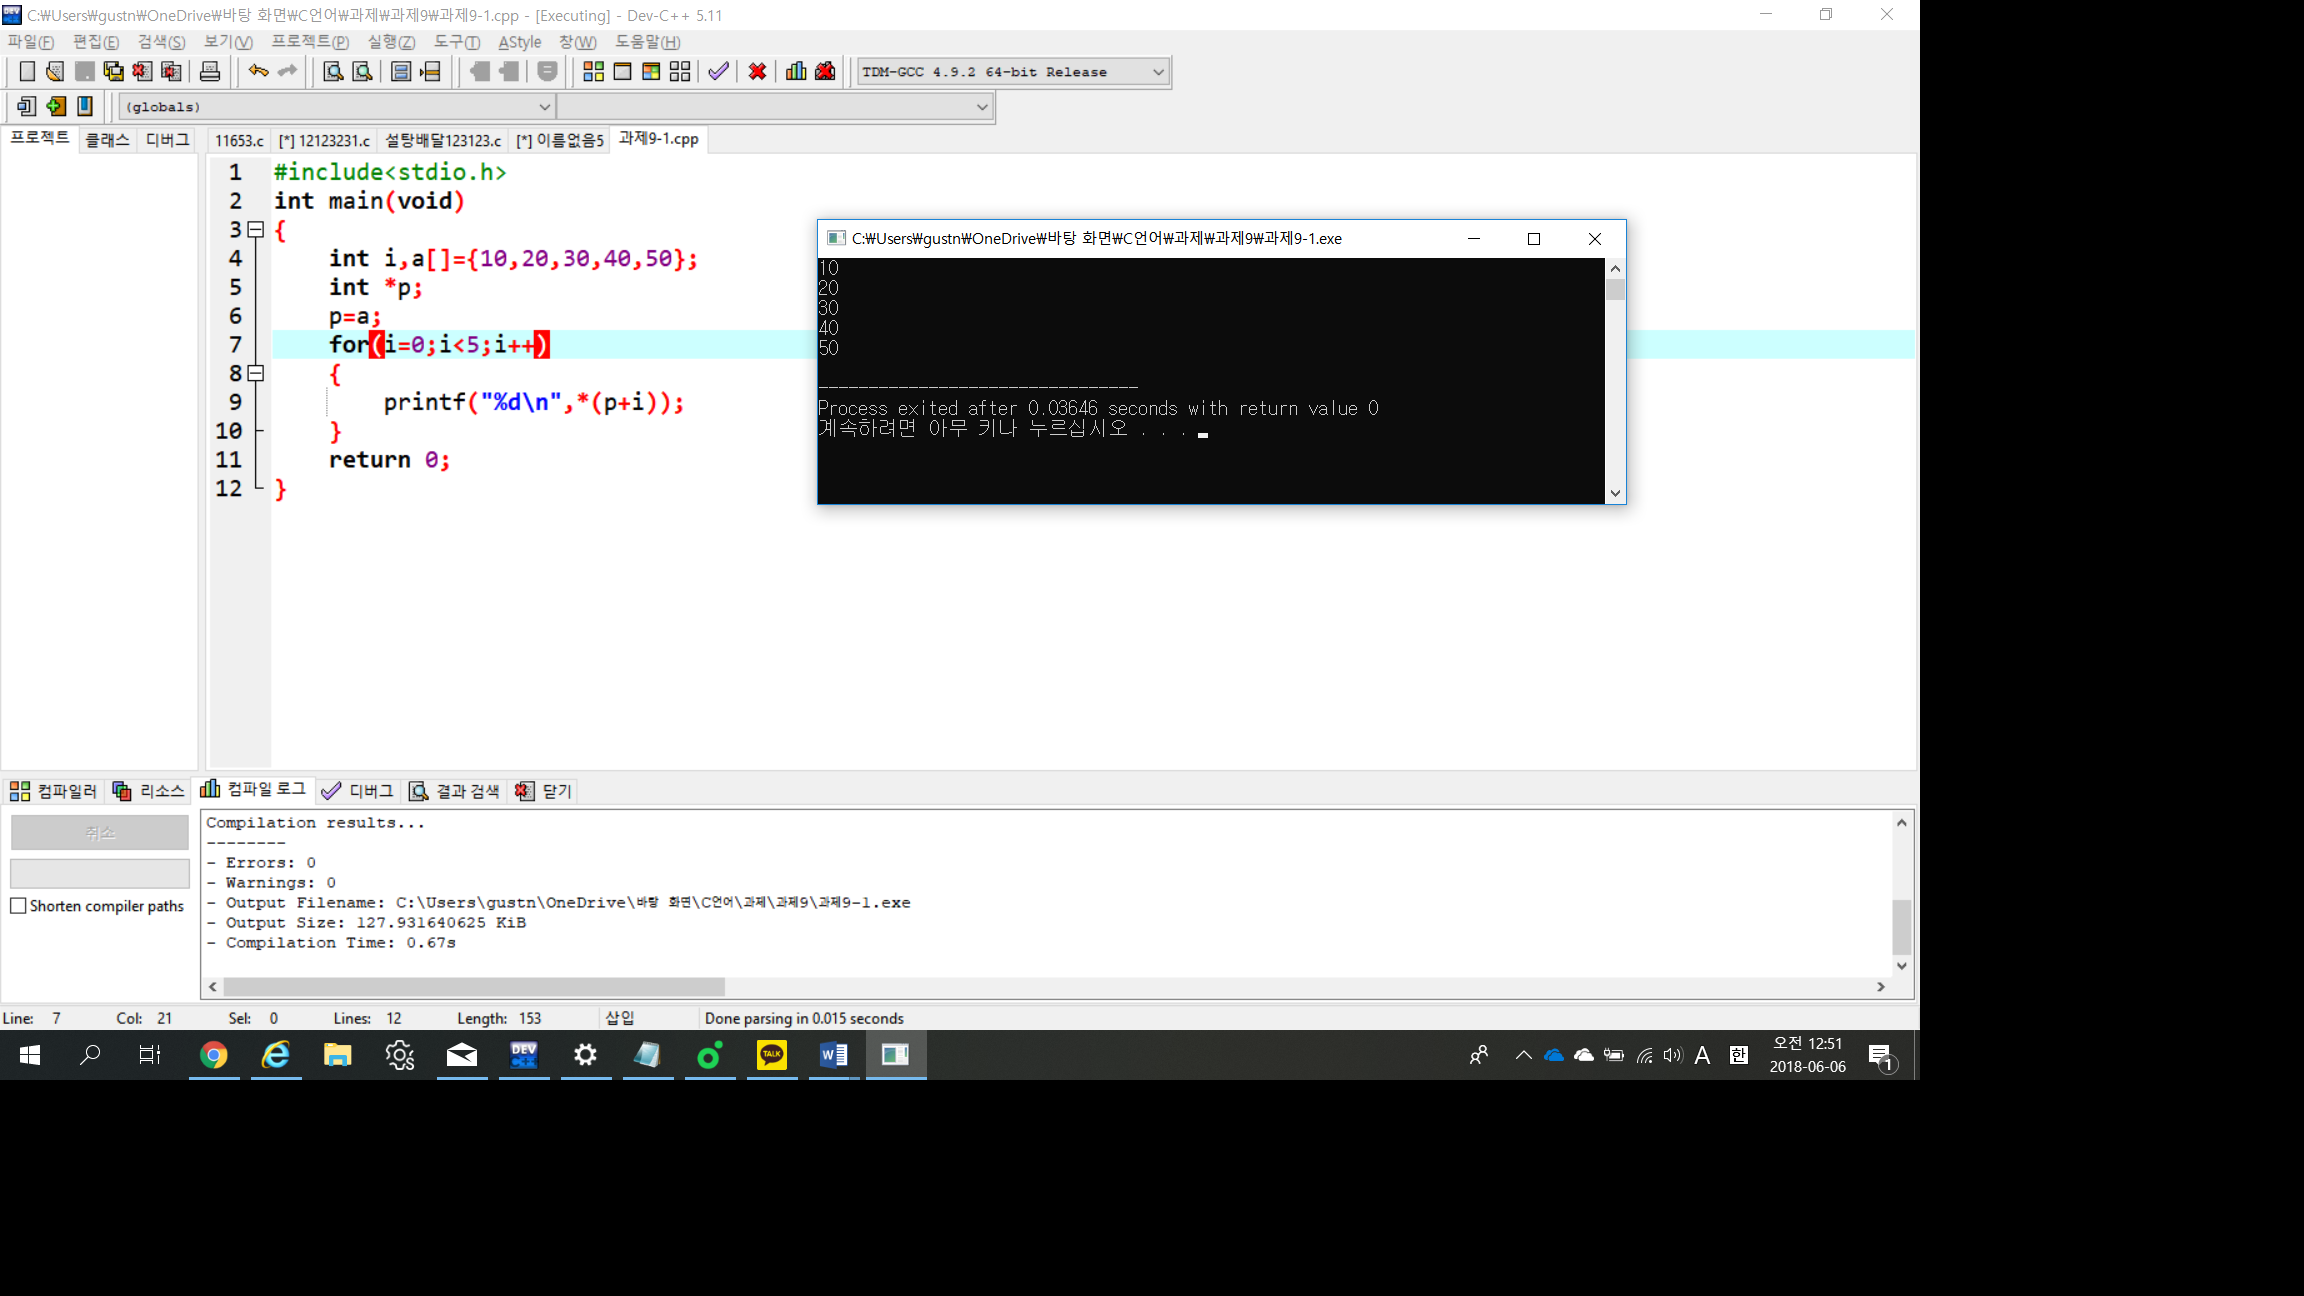 C:\Users\gustn\OneDrive\바탕 화면\C언어\과제\과제9\과제9-1.cpp - [Executing] - Dev-C++ 5.11
파일(F) 편집(E) 검색(S) 보기(V) 프로젝트(P) 실행(Z) 도구(T) AStyle 창(W) 도움말(H)
TDM-GCC 4.9.2 64-bit Release
(globals)
프로젝트 클래스 디버그 11653.c [*] 12123231.c 설탕배달123123.c [*] 이름없음5 과제9-1.cpp
1 #include<stdio.h>
2 int main(void)
3 {
4 int i,a[]={10,20,30,40,50};
5 int *p;
6 p=a;
7 for(i=0;i<5;i++)
8 {
9 printf("%d\n",*(p+i));
10 }
11 return 0;
12 }
C:\Users\gustn\OneDrive\바탕 화면\C언어\과제\과제9\과제9-1.exe
10
20
30
40
50
--------------------------------
Process exited after 0.03646 seconds with return value 0
계속하려면 아무 키나 누르십시오 . . .
컴파일러 리소스 컴파일 로그 디버그 결과 검색 닫기
취소
Shorten compiler paths
Compilation results...
--------
- Errors: 0
- Warnings: 0
- Output Filename: C:\Users\gustn\OneDrive\바탕 화면\C언어\과제\과제9\과제9-1.exe
- Output Size: 127.931640625 KiB
- Compilation Time: 0.67s
Line: 7 Col: 21 Sel: 0 Lines: 12 Length: 153 삽입 Done parsing in 0.015 seconds
DEV C++ TALK W A 한 오전 12:51
2018-06-06 1